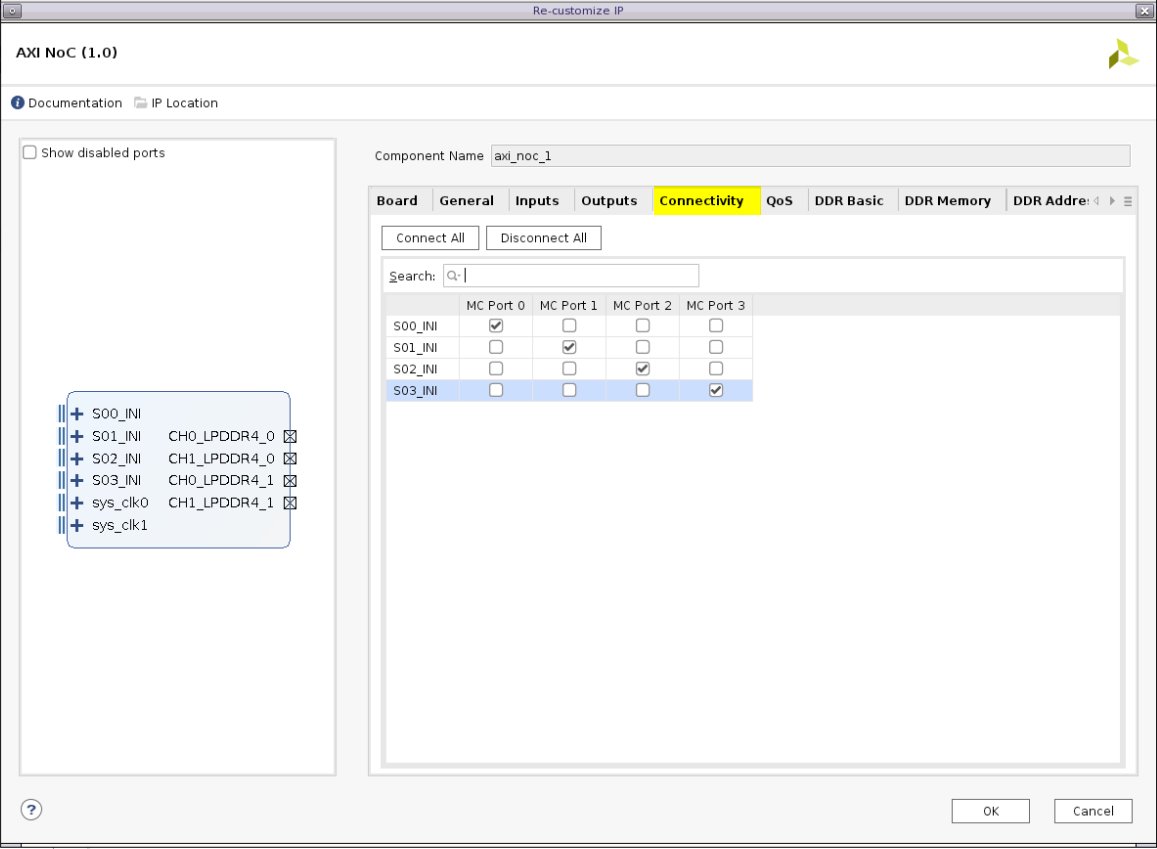 Re-customize IP
AXI NoC (1.0)
Documentation IP Location
Show disabled ports
S00_INI
S01_INI CH0_LPDDR4_0
S02_INI CH1_LPDDR4_0
S03_INI CH0_LPDDR4_1
sys_clk0 CH1_LPDDR4_1
sys_clk1
Component Name axi_noc_1
Board General Inputs Outputs Connectivity QoS DDR Basic DDR Memory DDR Addre
Connect All Disconnect All
Search:
MC Port 0 MC Port 1 MC Port 2 MC Port 3
S00_INI
S01_INI
S02_INI
S03_INI
?
OK Cancel